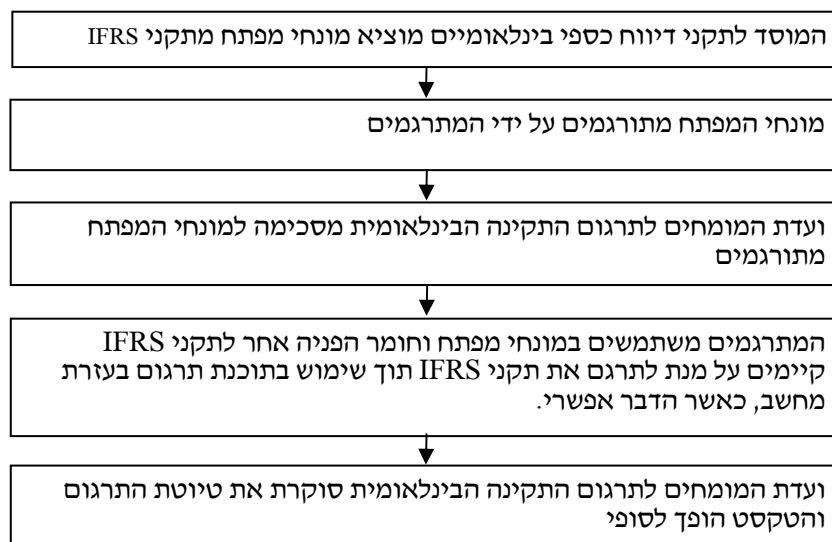 המוסד לתקני דיווח כספי בינלאומיים מוציא מונחי מפתח מתקני IFRS
מונחי המפתח מתורגמים על ידי המתרגמים
ועדת המומחים לתרגום התקינה הבינלאומית מסכימה למונחי המפתח
מתורגמים
המתרגמים משתמשים במונחי מפתח וחומר הפניה אחר לתקני IFRS
קיימים על מנת לתרגם את תקני IFRS תוך שימוש בתוכנת תרגום בעזרת
מחשב, כאשר הדבר אפשרי.
ועדת המומחים לתרגום התקינה הבינלאומית סוקרת את טיוטת התרגום
והטקסט הופך לסופי